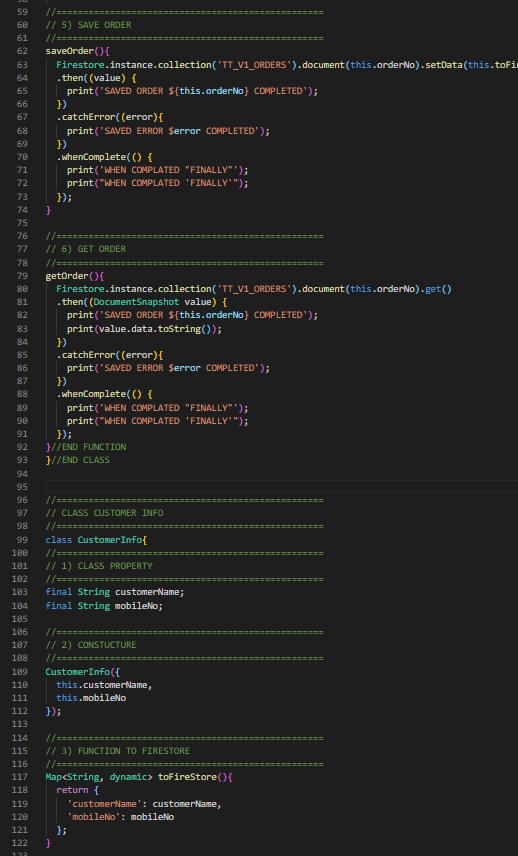 59 //==================================================
60 // 5) SAVE ORDER
61 //==================================================
62 saveOrder(){
63   Firestore.instance.collection('TT_V1_ORDERS').document(this.orderNo).setData(this.toFi
64   .then((value) {
65     print('SAVED ORDER ${this.orderNo} COMPLETED');
66   })
67   .catchError((error){
68     print('SAVED ERROR $error COMPLETED');
69   })
70   .whenComplete(() {
71     print('WHEN COMPLATED "FINALLY"');
72     print("WHEN COMPLATED 'FINALLY'");
73   });
74 }
75
76 //==================================================
77 // 6) GET ORDER
78 //==================================================
79 getOrder(){
80   Firestore.instance.collection('TT_V1_ORDERS').document(this.orderNo).get()
81   .then((DocumentSnapshot value) {
82     print('SAVED ORDER ${this.orderNo} COMPLETED');
83     print(value.data.toString());
84   })
85   .catchError((error){
86     print('SAVED ERROR $error COMPLETED');
87   })
88   .whenComplete(() {
89     print('WHEN COMPLATED "FINALLY"');
90     print("WHEN COMPLATED 'FINALLY'");
91   });
92 }//END FUNCTION
93 }//END CLASS
94
95
96 //==================================================
97 // CLASS CUSTOMER INFO
98 //==================================================
99 class CustomerInfo{
100 //==================================================
101 // 1) CLASS PROPERTY
102 //==================================================
103 final String customerName;
104 final String mobileNo;
105
106 //==================================================
107 // 2) CONSTUCTURE
108 //==================================================
109 CustomerInfo({
110   this.customerName,
111   this.mobileNo
112 });
113
114 //==================================================
115 // 3) FUNCTION TO FIRESTORE
116 //==================================================
117 Map<String, dynamic> toFireStore(){
118   return {
119     'customerName': customerName,
120     'mobileNo': mobileNo
121   };
122 }